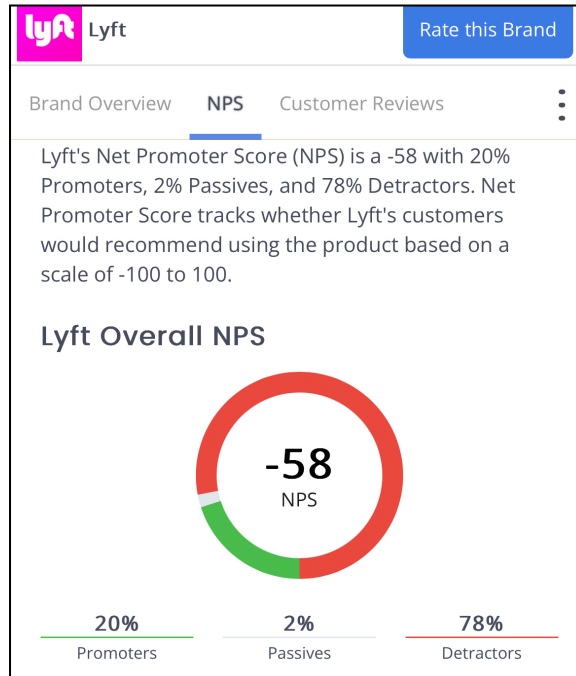 lyft Lyft Rate this Brand
Brand Overview NPS Customer Reviews
Lyft's Net Promoter Score (NPS) is a -58 with 20%
Promoters, 2% Passives, and 78% Detractors. Net
Promoter Score tracks whether Lyft's customers
would recommend using the product based on a
scale of -100 to 100.
Lyft Overall NPS
-58
NPS
20% 2% 78%
Promoters Passives Detractors